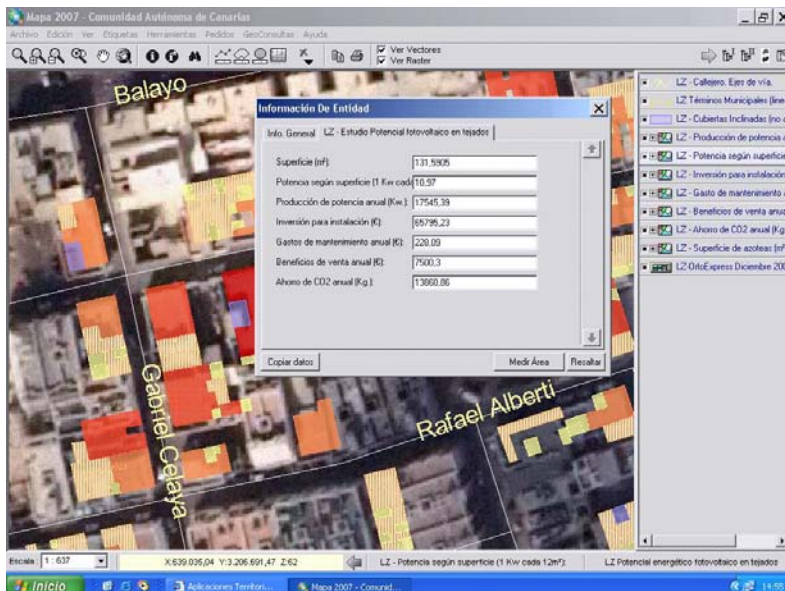 Mapa 2007 - Comunidad Autónoma de Canarias
Archivo Edición Ver Etiquetas Herramientas Pedidos GeoConsultas Ayuda
Ver Vectores
Ver Raster
Balayo
Gabriel Celaya
Rafael Alberti
Información De Entidad
Info. General LZ - Estudio Potencial fotovoltaico en tejados
Superficie (m²): 131,5905
Potencia según superficie (1 Kw cad 10,97
Producción de potencia anual (Kw.): 17545,39
Inversión para instalación (€): 65795,23
Gastos de mantenimiento anual (€): 228,09
Beneficios de venta anual (€): 7500,3
Ahorro de CO2 anual (Kg.): 13860,86
Copiar datos Medir Área Resaltar
LZ - Callejero. Ejes de vía.
LZ Términos Municipales (line
LZ - Cubiertas Inclinadas (no a
LZ - Producción de potencia a
LZ - Potencia según superficie
LZ - Inversión para instalación
LZ - Gasto de mantenimiento
LZ - Beneficios de venta anua
LZ - Ahorro de CO2 anual (Kg
LZ - Superficie de azoteas (m²
LZ OrtoExpress Diciembre 200
Escala: 1 : 637 X:639.035,04 Y:3.206.691,47 Z:62 LZ - Potencia según superficie (1 Kw cada 12m²): LZ Potencial energético fotovoltaico en tejados
Inicio Aplicaciones Territori... Mapa 2007 - Comunid... 14:55